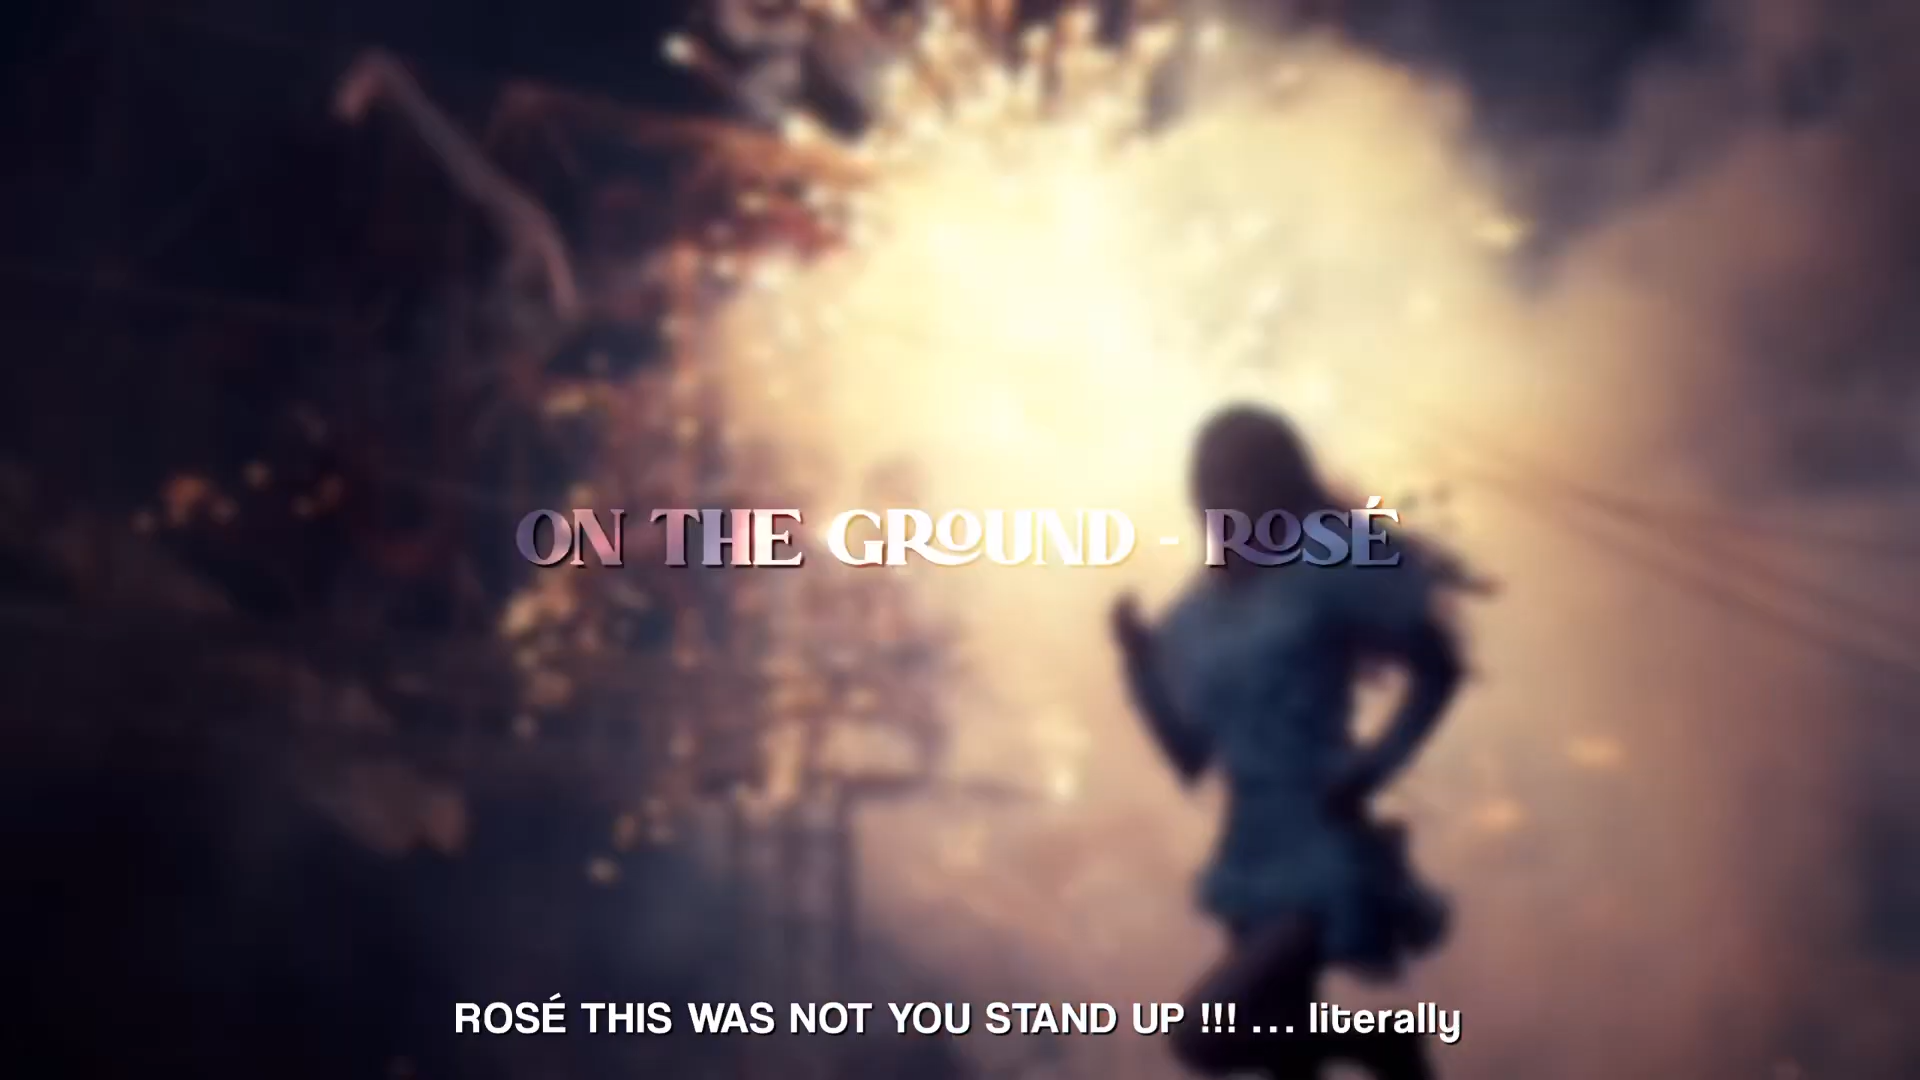 ON THE GROUND - ROSÉ
ROSÉ THIS WAS NOT YOU STAND UP !!! ... literally